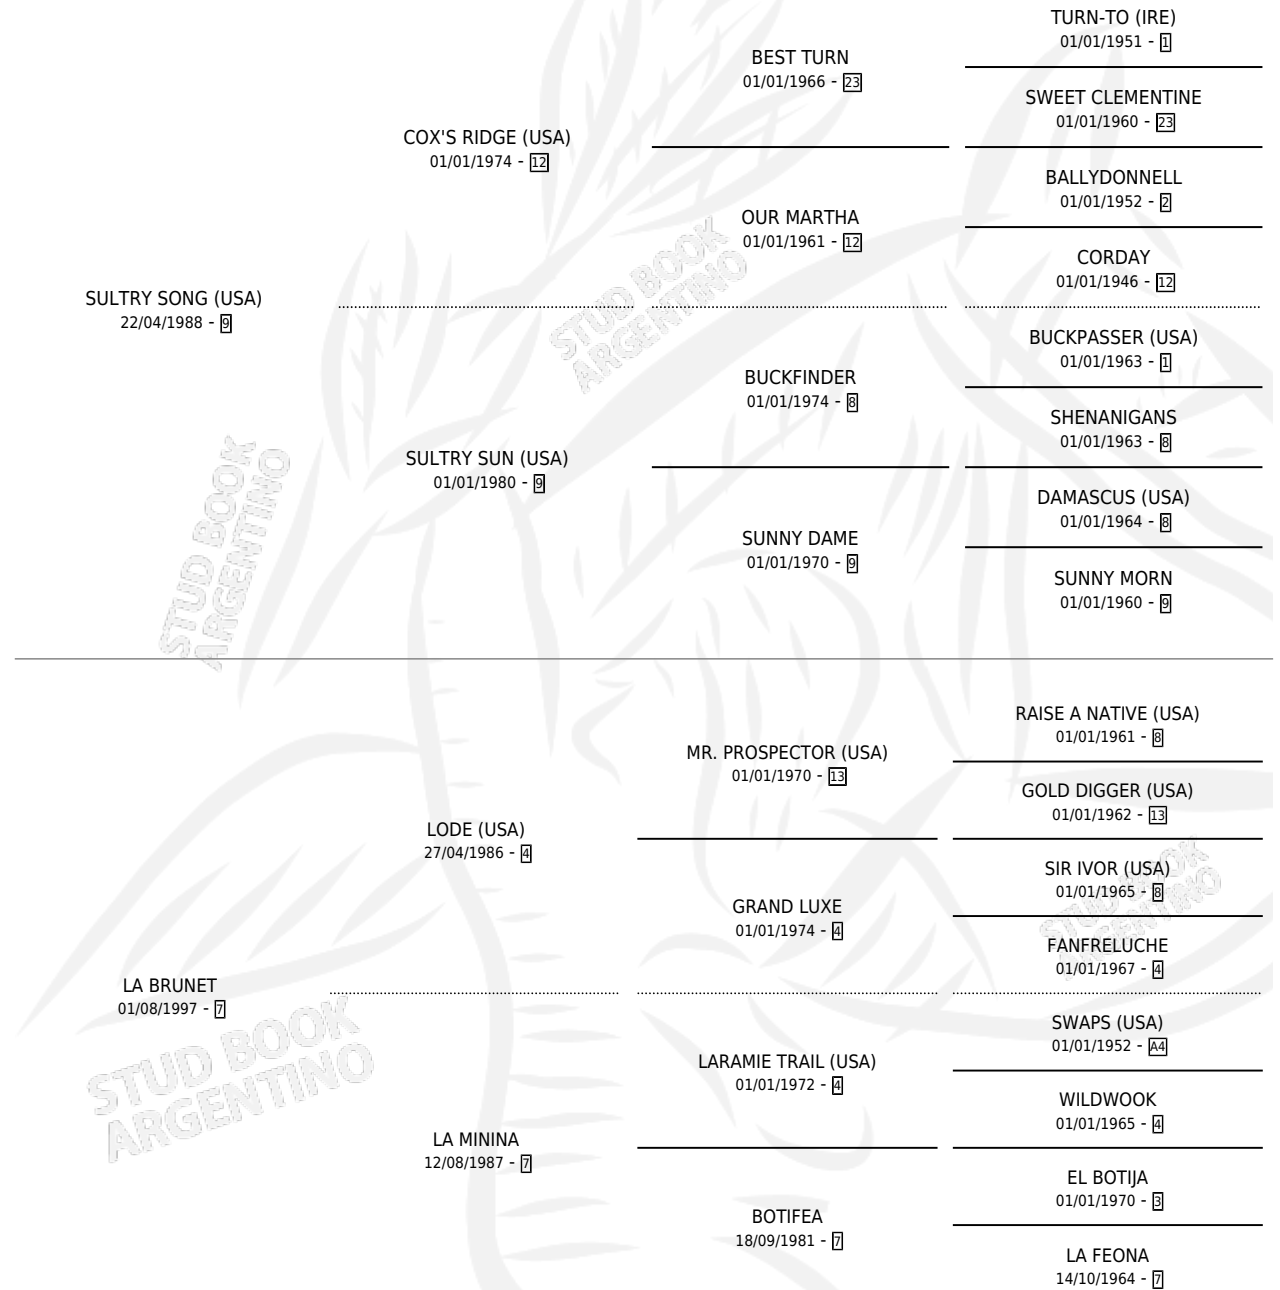 TURN-TO (IRE)
01/01/1951 - 1
BEST TURN
01/01/1966 - 23
SWEET CLEMENTINE
01/01/1960 - 23
COX'S RIDGE (USA)
01/01/1974 - 12
BALLYDONNELL
01/01/1952 - 2
OUR MARTHA
01/01/1961 - 12
CORDAY
01/01/1946 - 12
SULTRY SONG (USA)
22/04/1988 - 9
STUD BOOK
ARGENTINO
BUCKPASSER (USA)
01/01/1963 - 1
BUCKFINDER
01/01/1974 - 8
SHENANIGANS
01/01/1963 - 8
SULTRY SUN (USA)
01/01/1980 - 9
DAMASCUS (USA)
01/01/1964 - 8
SUNNY DAME
01/01/1970 - 9
SUNNY MORN
01/01/1960 - 9
STUD BOOK
ARGENTINO
RAISE A NATIVE (USA)
01/01/1961 - 8
MR. PROSPECTOR (USA)
01/01/1970 - 13
GOLD DIGGER (USA)
01/01/1962 - 13
LODE (USA)
27/04/1986 - 4
SIR IVOR (USA)
01/01/1965 - 8
GRAND LUXE
01/01/1974 - 4
FANFRELUCHE
01/01/1967 - 4
STUD BOOK
ARGENTINO
LA BRUNET
01/08/1997 - 7
STUD BOOK
ARGENTINO
SWAPS (USA)
01/01/1952 - A4
LARAMIE TRAIL (USA)
01/01/1972 - 4
WILDWOOK
01/01/1965 - 4
LA MININA
12/08/1987 - 7
EL BOTIJA
01/01/1970 - 3
BOTIFEA
18/09/1981 - 7
LA FEONA
14/10/1964 - 7